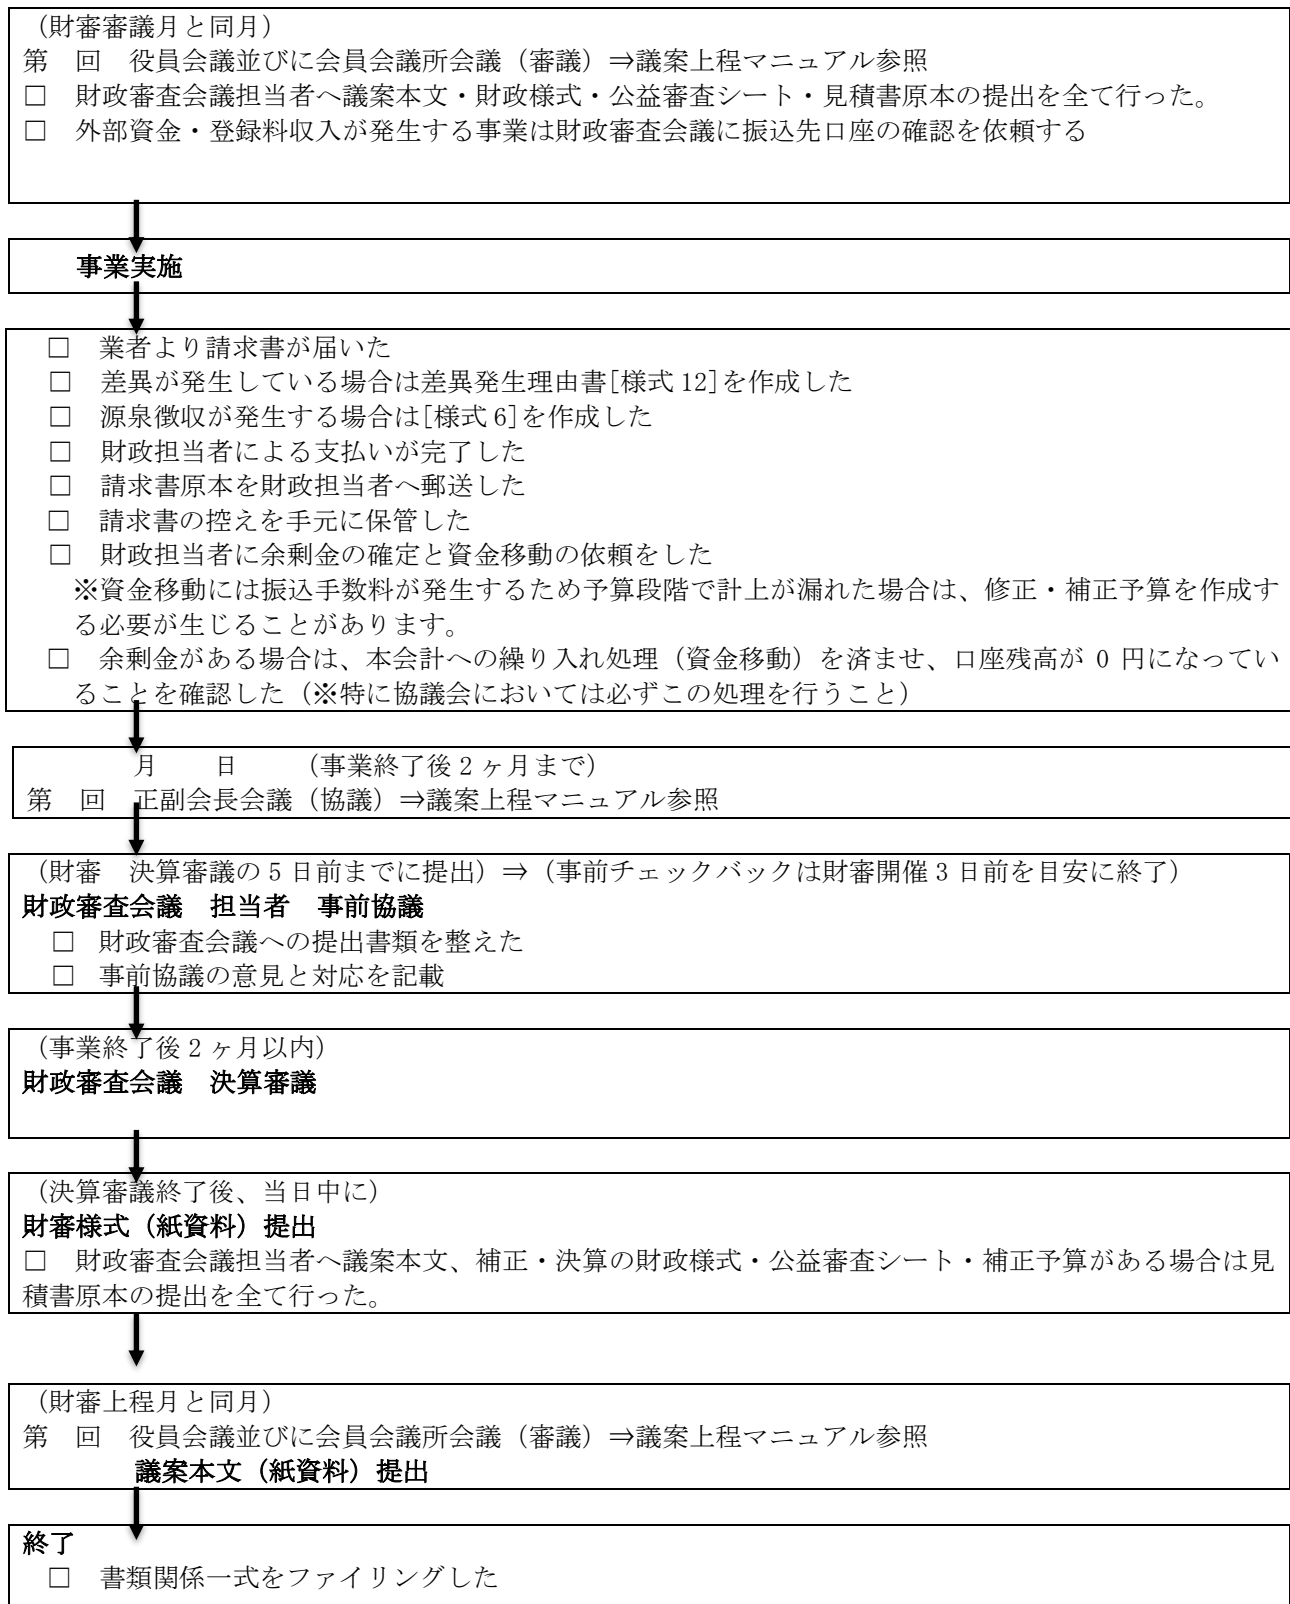 （財審審議月と同月）
第　回　役員会議並びに会員会議所会議（審議）⇒議案上程マニュアル参照
□　財政審査会議担当者へ議案本文・財政様式・公益審査シート・見積書原本の提出を全て行った。
□　外部資金・登録料収入が発生する事業は財政審査会議に振込先口座の確認を依頼する
事業実施
□　業者より請求書が届いた
□　差異が発生している場合は差異発生理由書[様式 12]を作成した
□　源泉徴収が発生する場合は[様式 6]を作成した
□　財政担当者による支払いが完了した
□　請求書原本を財政担当者へ郵送した
□　請求書の控えを手元に保管した
□　財政担当者に余剰金の確定と資金移動の依頼をした
※資金移動には振込手数料が発生するため予算段階で計上が漏れた場合は、修正・補正予算を作成す
る必要が生じることがあります。
□　余剰金がある場合は、本会計への繰り入れ処理（資金移動）を済ませ、口座残高が 0 円になってい
ることを確認した（※特に協議会においては必ずこの処理を行うこと）
月　　日　　（事業終了後 2 ヶ月まで）
第　回　正副会長会議（協議）⇒議案上程マニュアル参照
（財審　決算審議の 5 日前までに提出）⇒（事前チェックバックは財審開催 3 日前を目安に終了）
財政審査会議　担当者　事前協議
□　財政審査会議への提出書類を整えた
□　事前協議の意見と対応を記載
（事業終了後 2 ヶ月以内）
財政審査会議　決算審議
（決算審議終了後、当日中に）
財審様式（紙資料）提出
□　財政審査会議担当者へ議案本文、補正・決算の財政様式・公益審査シート・補正予算がある場合は見
積書原本の提出を全て行った。
（財審上程月と同月）
第　回　役員会議並びに会員会議所会議（審議）⇒議案上程マニュアル参照
議案本文（紙資料）提出
終了
□　書類関係一式をファイリングした